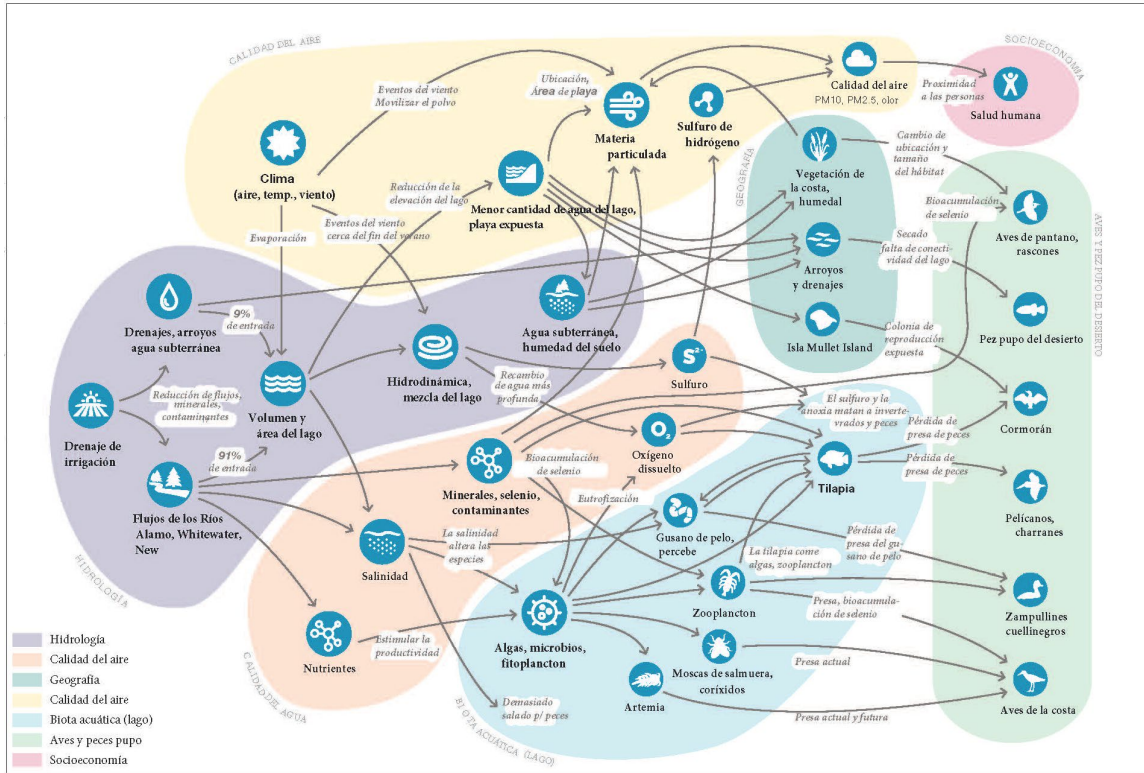 CALIDAD DEL AIRE
SOCIOECONOMÍA
Eventos del viento
Movilizar el polvo
Ubicación,
Área de playa
Materia
particulada
Sulfuro de
hidrógeno
Calidad del aire
PM10, PM2.5, olor
Proximidad
a las personas
Salud humana
Clima
(aire, temp., viento)
Reducción de la
elevación del lago
Menor cantidad de agua del lago,
playa expuesta
Evaporación
Eventos del viento
cerca del fin del verano
GEOGRAFÍA
Vegetación de
la costa,
humedal
Cambio de
ubicación y
tamaño
del hábitat
Bioacumulación
de selenio
AVES Y PEZ PUPO DEL DESIERTO
Aves de pantano,
rascones
Arroyos
y drenajes
Secado
falta de conecti-
vidad del lago
Drenajes, arroyos
agua subterránea
9%
de entrada
Agua subterránea,
humedad del suelo
Isla Mullet Island
Colonia de
reproducción
expuesta
Pez pupo del desierto
Hidrodinámica,
mezcla del lago
Recambio
de agua más
profunda
S²⁻
Sulfuro
Reducción de flujos,
minerales,
contaminantes
Volumen y
área del lago
Drenaje de
irrigación
91%
de entrada
El sulfuro y la
anoxia matan a inverte-
vrados y peces
Pérdida de
presa de peces
Cormorán
O₂
Oxígeno
disuelto
Bioacumulación
de selenio
Minerales, selenio,
contaminantes
Eutrofización
Tilapia
Pérdida de
presa de peces
Flujos de los Ríos
Alamo, Whitewater,
New
HIDROLOGÍA
Pelícanos,
charranes
Salinidad
La salinidad
altera las
especies
Gusano de pelo,
percebe
Pérdida de
presa del gu-
sano de pelo
La tilapia come
algas, zooplancton
Zooplancton
Presa, bioacumula-
ción de selenio
Zampullines
cuellinegros
Nutrientes
Estimular la
productividad
Algas, microbios,
fitoplancton
Moscas de salmuera,
coríxidos
Presa actual
Artemia
Presa actual y futura
Aves de la costa
Demasiado
salado p/ peces
CALIDAD DEL AGUA
BIOTA ACUÁTICA (LAGO)
Hidrología
Calidad del aire
Geografía
Calidad del aire
Biota acuática (lago)
Aves y peces pupo
Socioeconomía